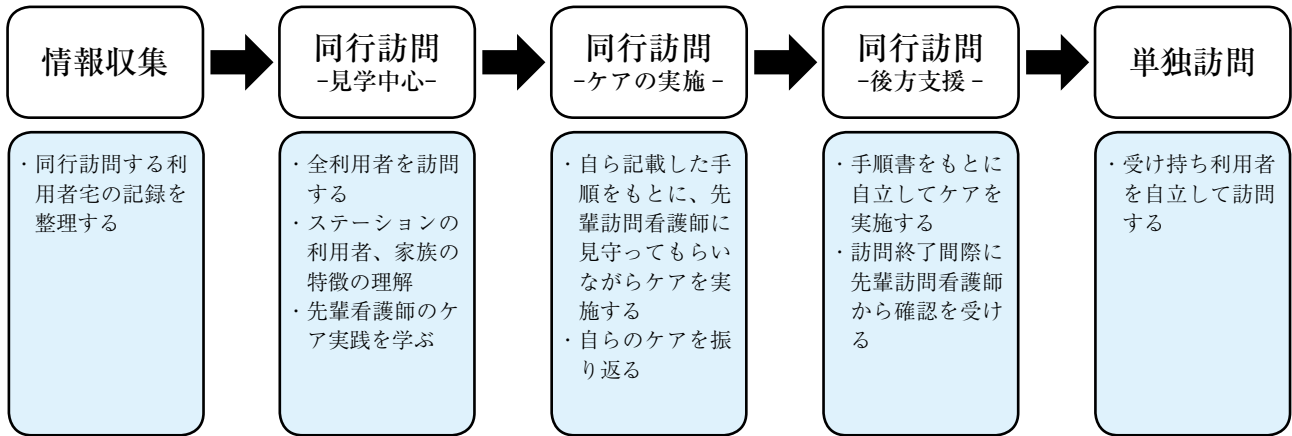 情報収集
同行訪問
-見学中心-
同行訪問
-ケアの実施-
同行訪問
-後方支援-
単独訪問
・同行訪問する利
用者宅の記録を
整理する
・全利用者を訪問
する
・ステーションの
利用者、家族の
特徴の理解
・先輩看護師のケ
ア実践を学ぶ
・自ら記載した手
順をもとに、先
輩訪問看護師に
見守ってもらい
ながらケアを実
施する
・自らのケアを振
り返る
・手順書をもとに
自立してケアを
実施する
・訪問終了間際に
先輩訪問看護師
から確認を受け
る
・受け持ち利用者
を自立して訪問
する